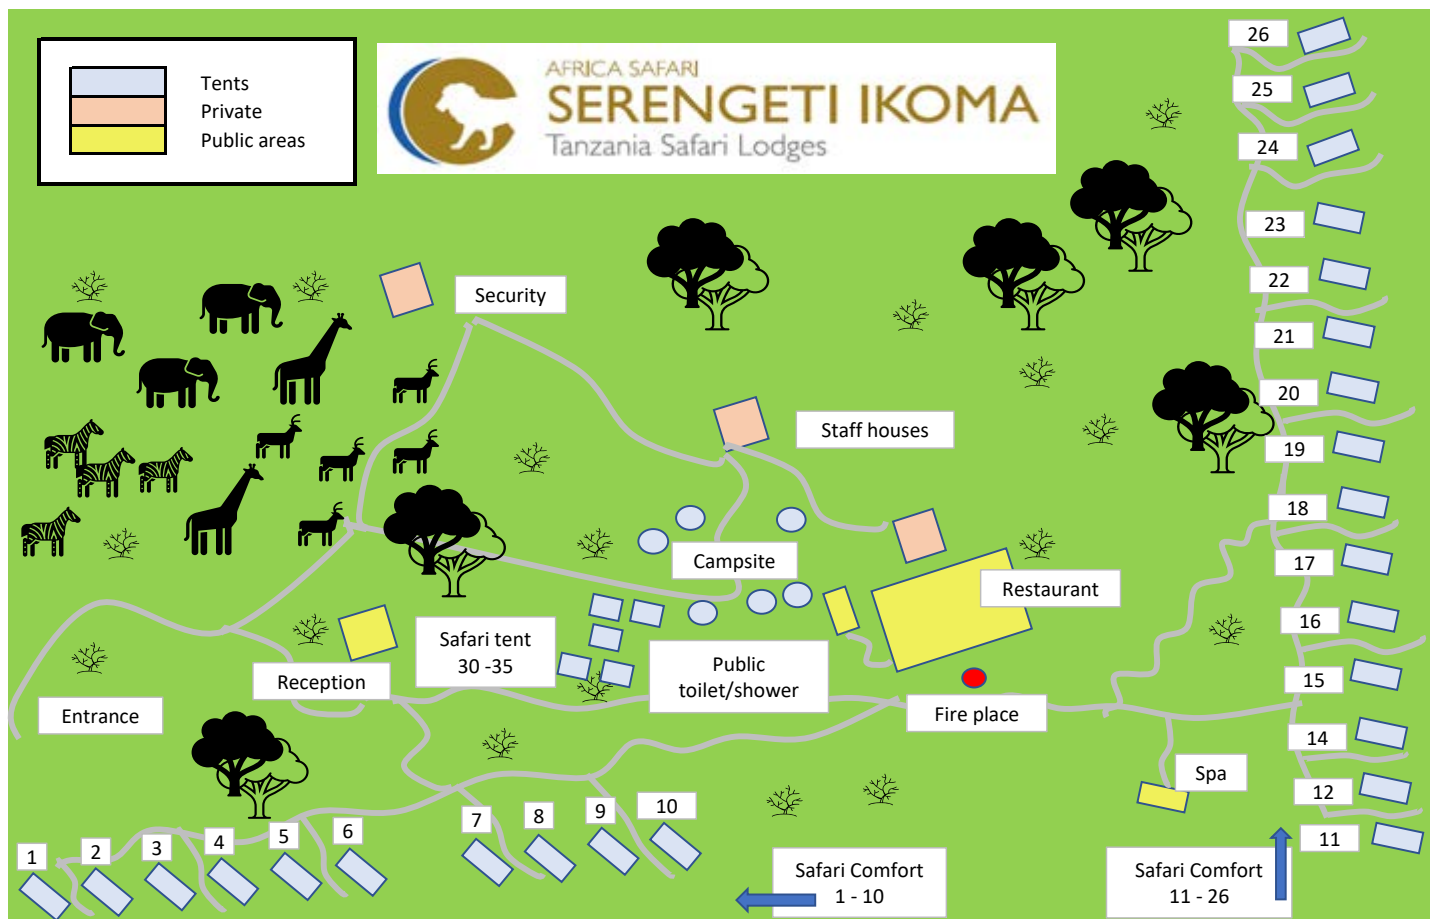 Tents
Private
Public areas
AFRICA SAFARI
SERENGETI IKOMA
Tanzania Safari Lodges
26
25
24
23
22
21
20
19
18
17
16
15
14
12
11
Security
Staff houses
Campsite
Restaurant
Safari tent
30 -35
Public
toilet/shower
Reception
Entrance
Fire place
Spa
1
2
3
4
5
6
7
8
9
10
Safari Comfort
1 - 10
Safari Comfort
11 - 26